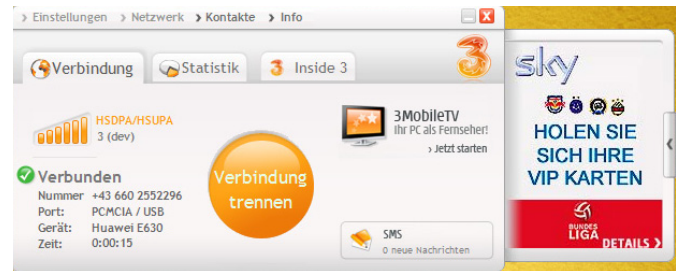 › Einstellungen › Netzwerk › Kontakte › Info
Verbindung Statistik 3 Inside 3
3
HSDPA/HSUPA
3 (dev)
3MobileTV
Ihr PC als Fernseher!
› Jetzt starten
Verbunden
Nummer +43 660 2552296
Port: PCMCIA / USB
Gerät: Huawei E630
Zeit: 0:00:15
Verbindung
trennen
SMS
0 neue Nachrichten
sky
HOLEN SIE
SICH IHRE
VIP KARTEN
BUNDES
LIGA
DETAILS ›